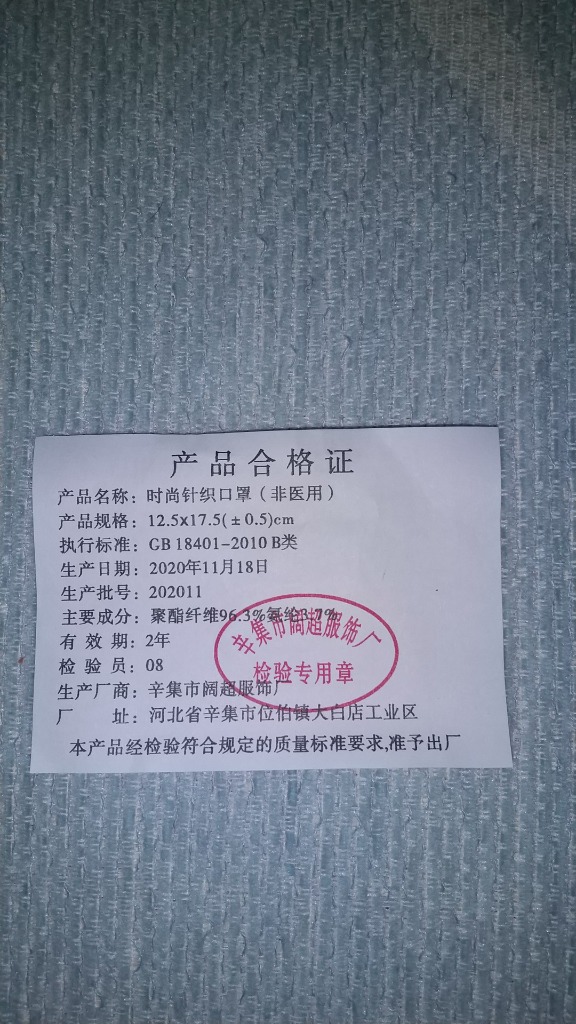 产品合格证
产品名称：时尚针织口罩（非医用）
产品规格：12.5x17.5(±0.5)cm
执行标准：GB 18401-2010 B类
生产日期：2020年11月18日
生产批号：202011
主要成分：聚酯纤维96.3%氨纶3.7%
有 效 期：2年
检 验 员：08
生产厂商：辛集市阔超服饰厂
厂　　址：河北省辛集市位伯镇大白店工业区
本产品经检验符合规定的质量标准要求,准予出厂
辛集市阔超服饰厂
检验专用章